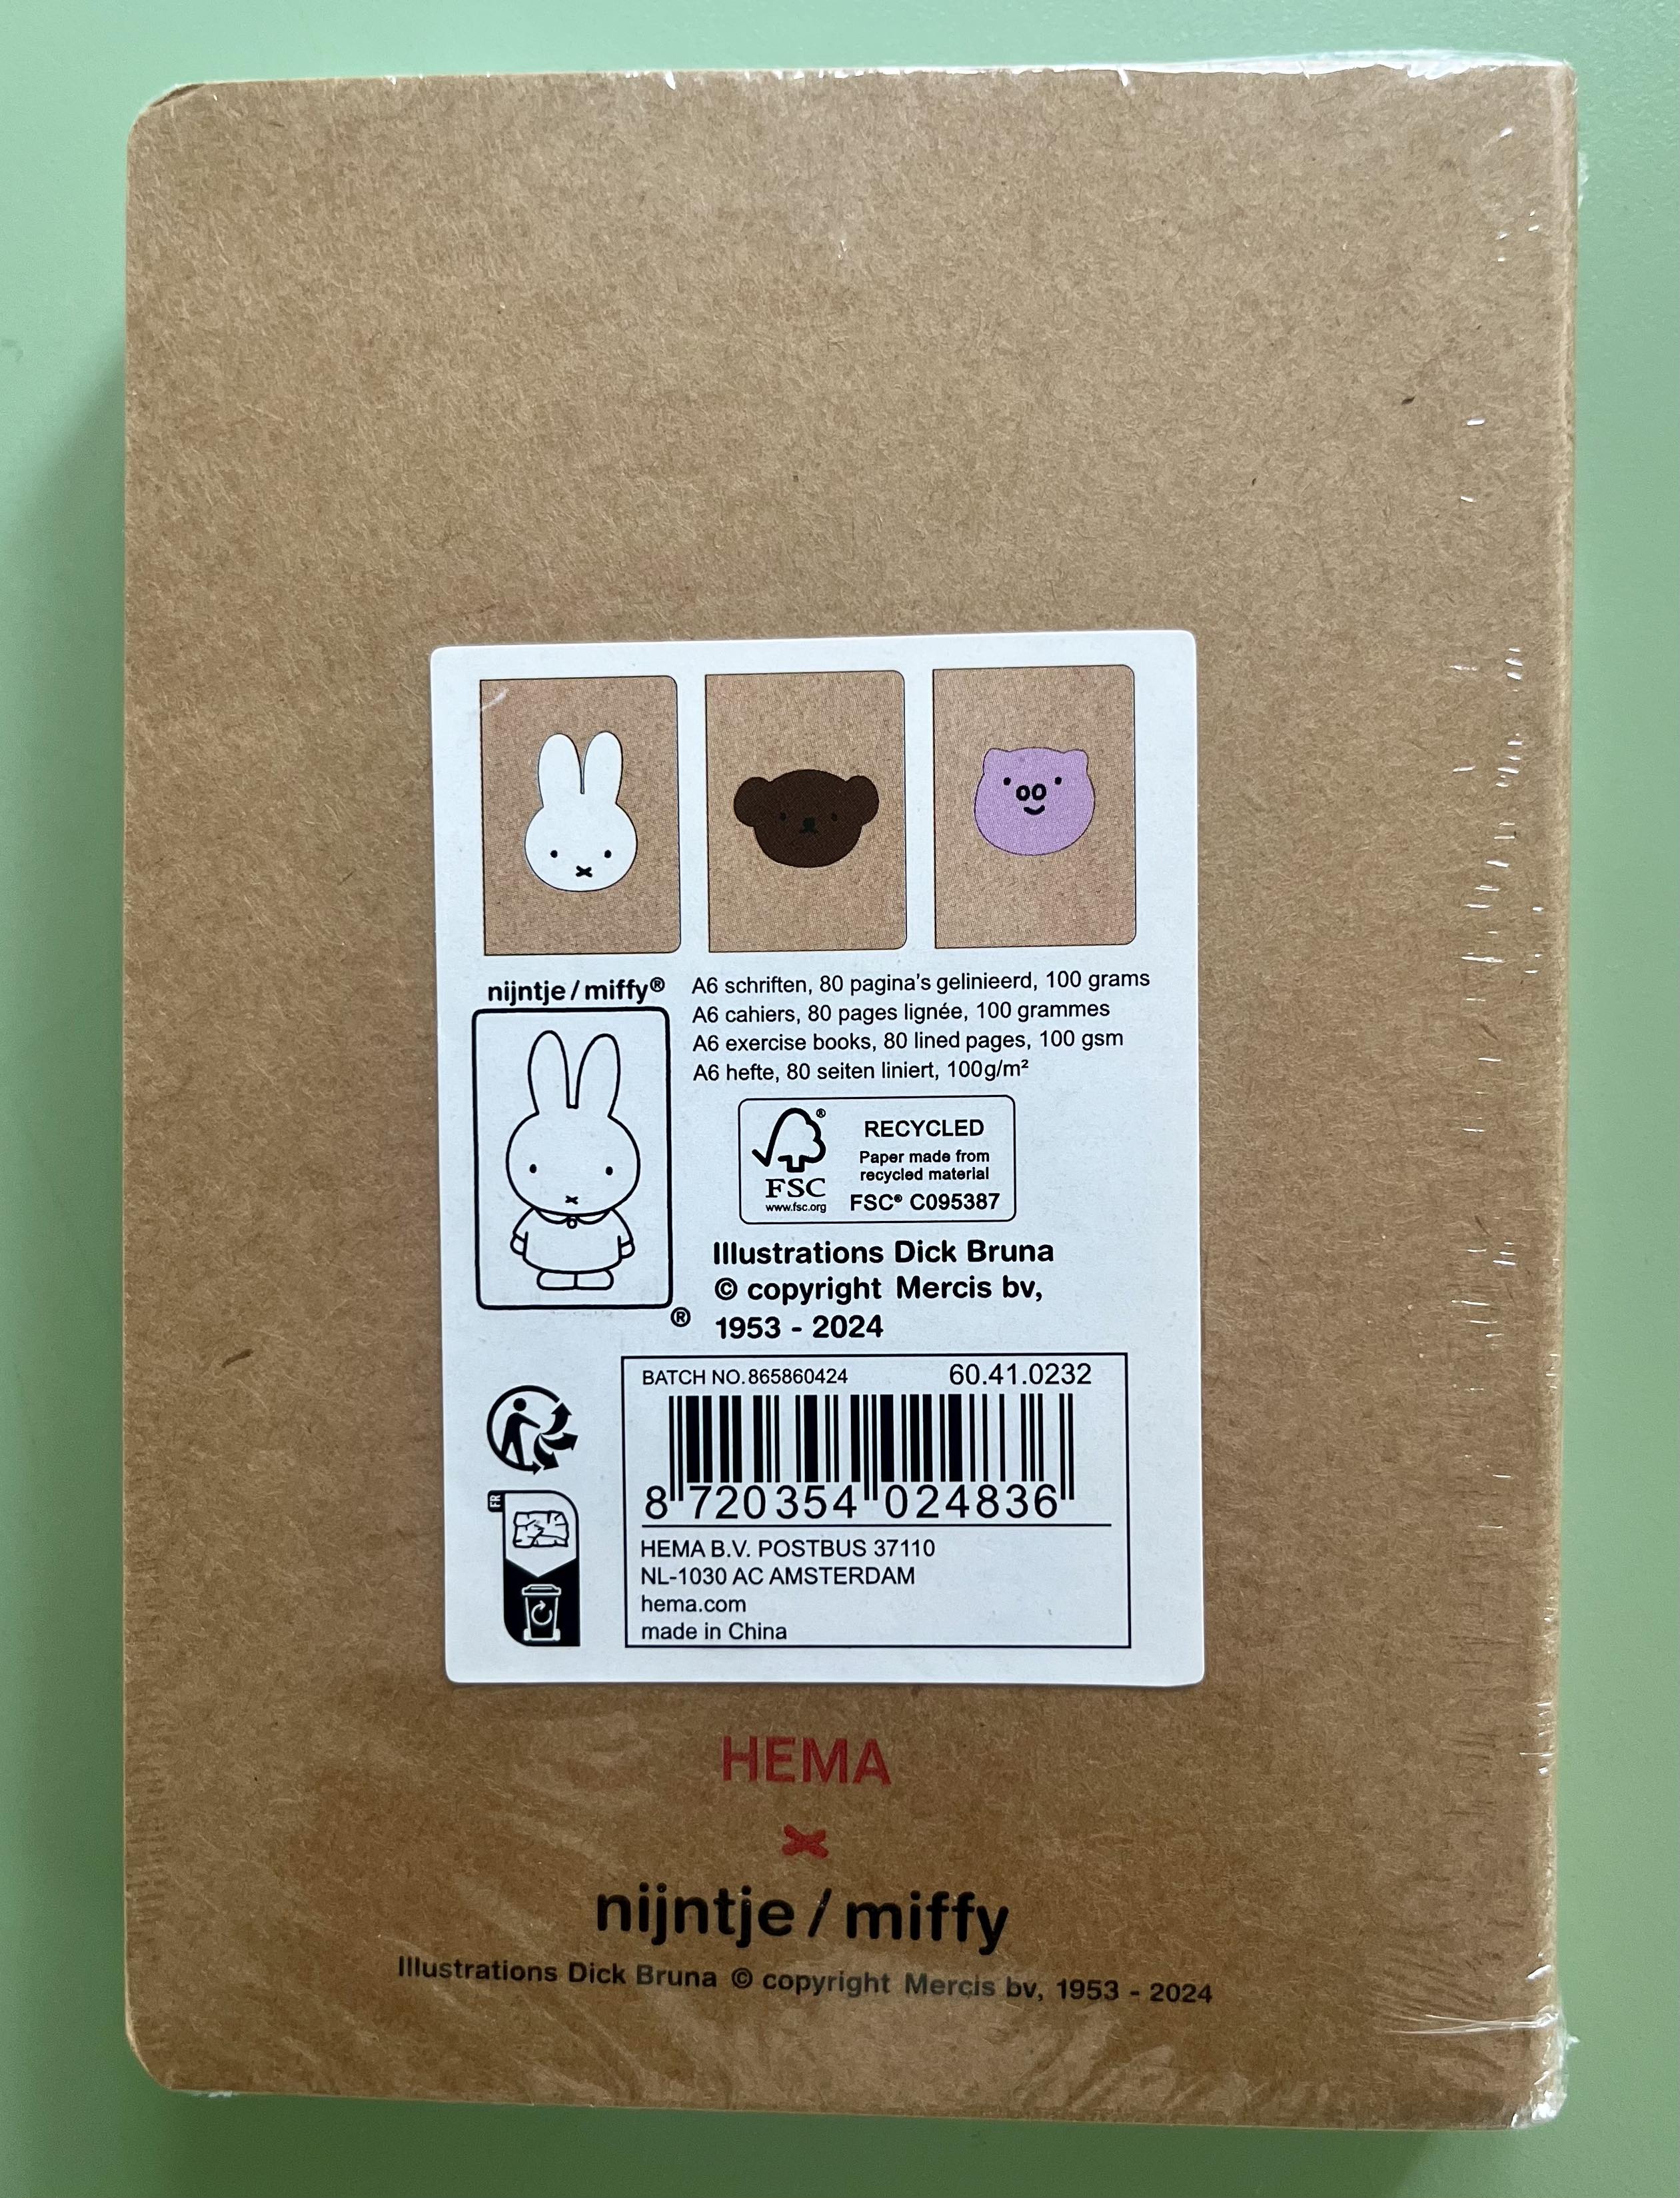 nijntje / miffy®
A6 schriften, 80 pagina's gelinieerd, 100 grams
A6 cahiers, 80 pages lignée, 100 grammes
A6 exercise books, 80 lined pages, 100 gsm
A6 hefte, 80 seiten liniert, 100g/m²
®
FSC
www.fsc.org
RECYCLED
Paper made from
recycled material
FSC® C095387
®
Illustrations Dick Bruna
© copyright Mercis bv,
1953 - 2024
FR
BATCH NO. 865860424 60.41.0232
8 720354 024836
HEMA B.V. POSTBUS 37110
NL-1030 AC AMSTERDAM
hema.com
made in China
HEMA
x
nijntje / miffy
Illustrations Dick Bruna © copyright Mercis bv, 1953 - 2024